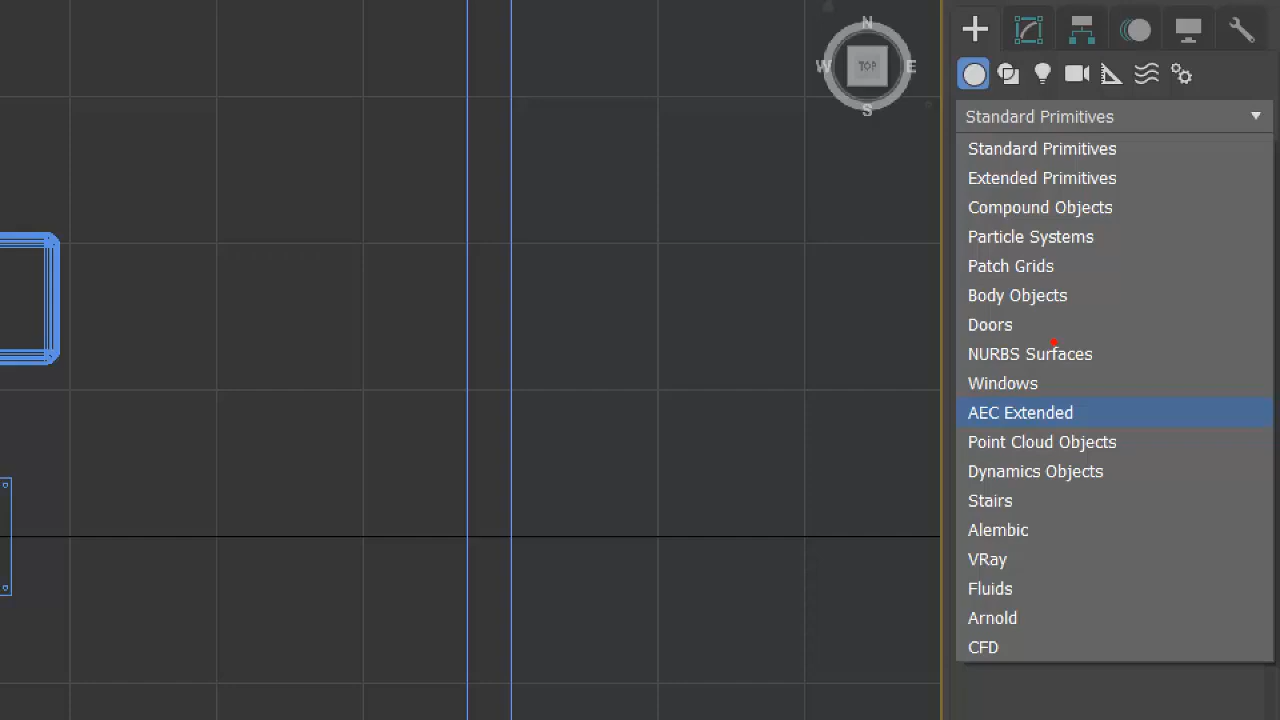 N
W
TOP
E
S
Standard Primitives
Standard Primitives
Extended Primitives
Compound Objects
Particle Systems
Patch Grids
Body Objects
Doors
NURBS Surfaces
Windows
AEC Extended
Point Cloud Objects
Dynamics Objects
Stairs
Alembic
VRay
Fluids
Arnold
CFD